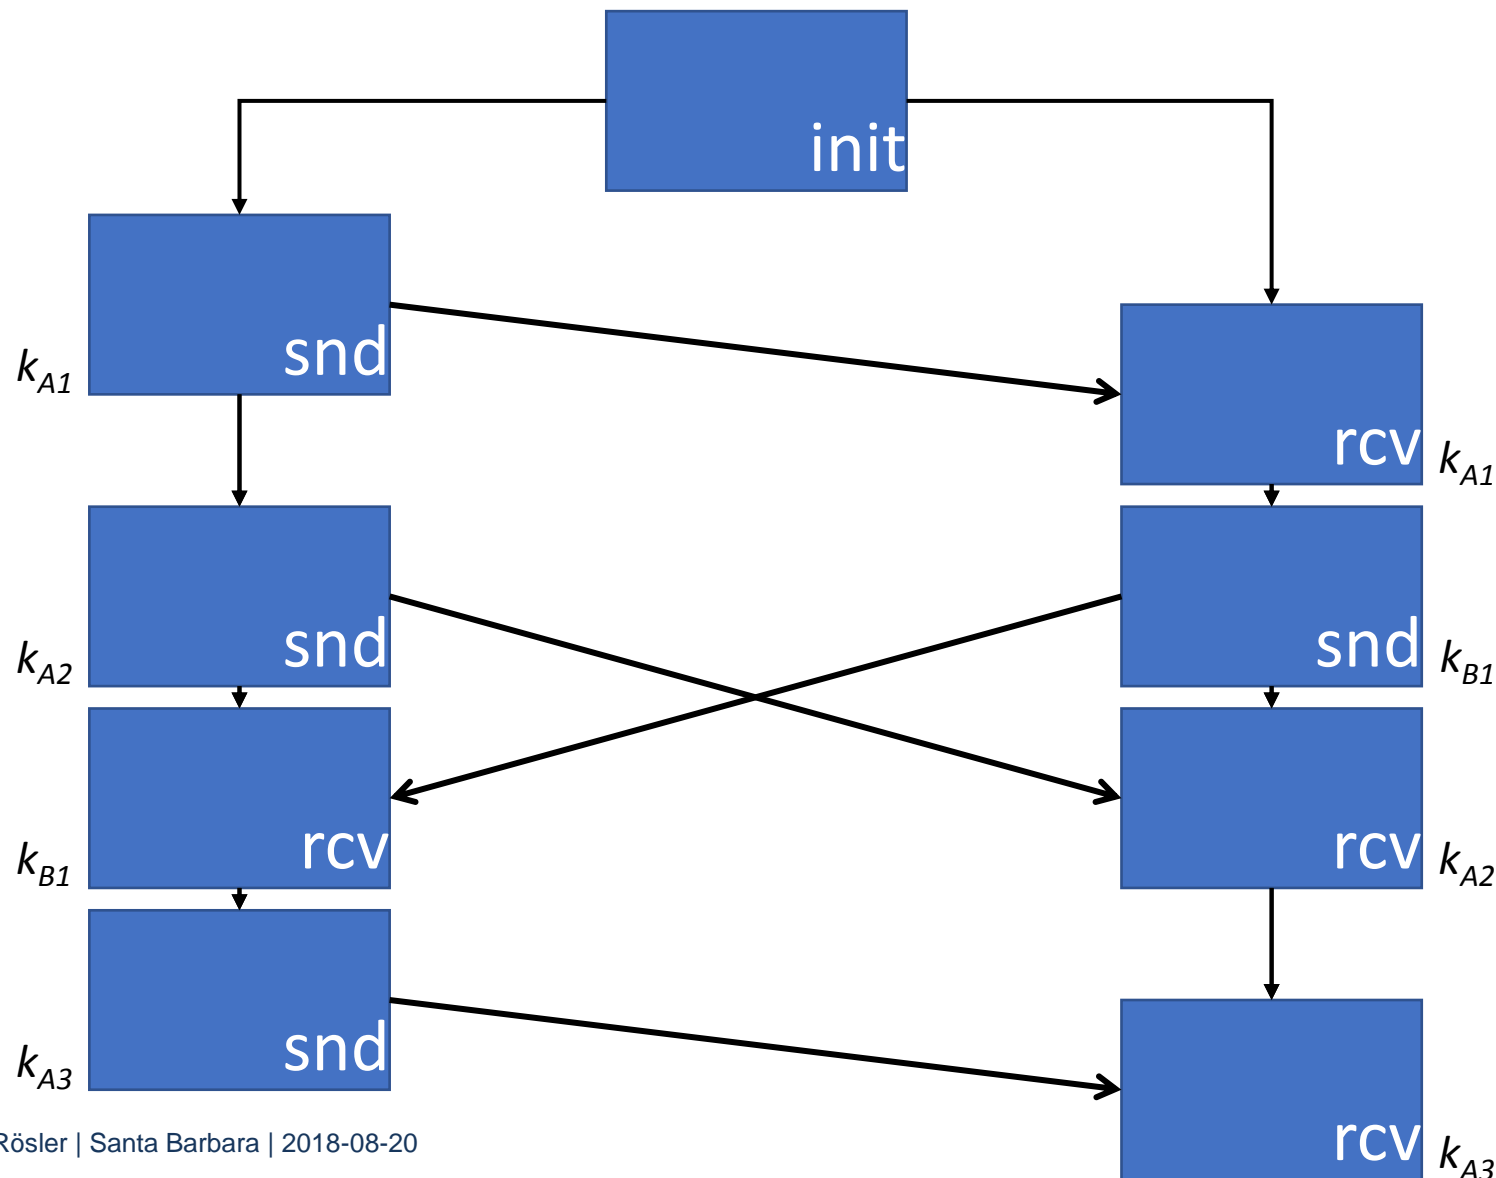 init
snd
k_A1
rcv
k_A1
snd
k_A2
snd
k_B1
rcv
k_B1
rcv
k_A2
snd
k_A3
Rösler | Santa Barbara | 2018-08-20
rcv
k_A3